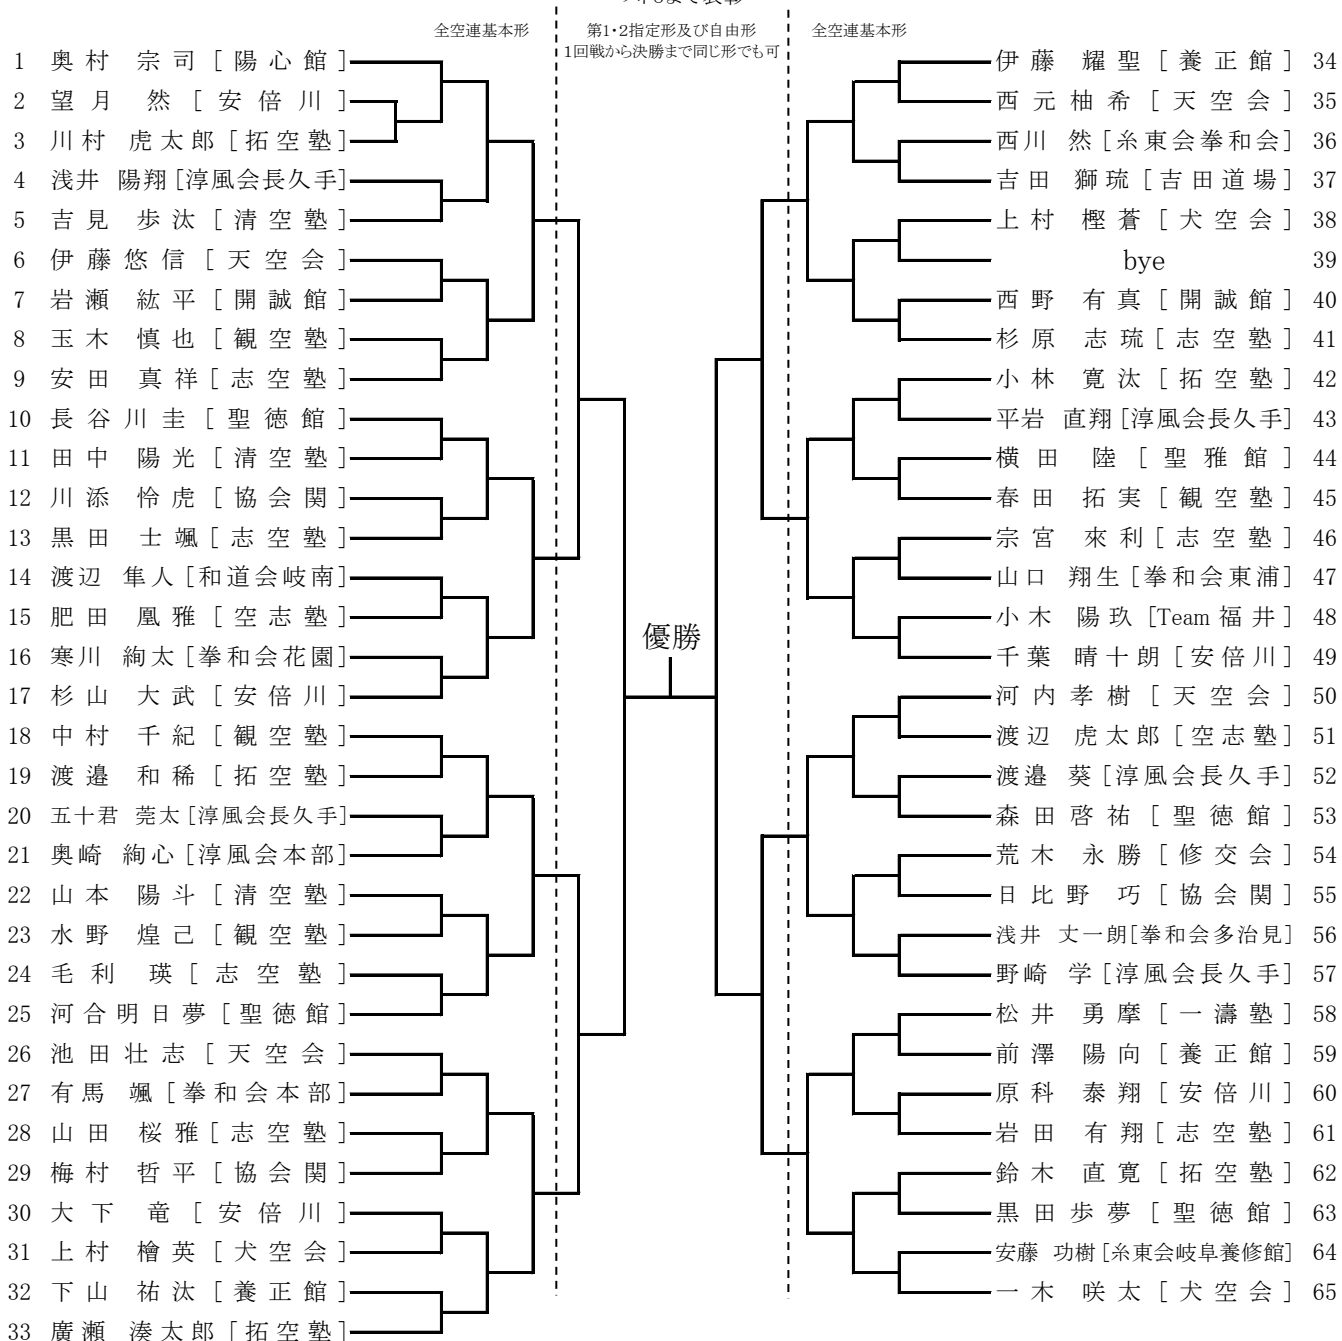 全空連基本形
第1・2指定形及び自由形
1回戦から決勝まで同じ形でも可
全空連基本形
1 奥村 宗司 [陽心館]
2 望月 然 [安倍川]
3 川村 虎太郎 [拓空塾]
4 浅井 陽翔 [淳風会長久手]
5 吉見 歩汰 [清空塾]
6 伊藤悠信 [天空会]
7 岩瀬 紘平 [開誠館]
8 玉木 慎也 [観空塾]
9 安田 真祥 [志空塾]
10 長谷川圭 [聖徳館]
11 田中 陽光 [清空塾]
12 川添 怜虎 [協会関]
13 黒田 士颯 [志空塾]
14 渡辺 隼人 [和道会岐南]
15 肥田 凰雅 [空志塾]
16 寒川 絢太 [拳和会花園]
17 杉山 大武 [安倍川]
18 中村 千紀 [観空塾]
19 渡邉 和稀 [拓空塾]
20 五十君 莞太 [淳風会長久手]
21 奥崎 絢心 [淳風会本部]
22 山本 陽斗 [清空塾]
23 水野 煌己 [観空塾]
24 毛利 瑛 [志空塾]
25 河合明日夢 [聖徳館]
26 池田壮志 [天空会]
27 有馬 颯 [拳和会本部]
28 山田 桜雅 [志空塾]
29 梅村 哲平 [協会関]
30 大下 竜 [安倍川]
31 上村 檜英 [犬空会]
32 下山 祐汰 [養正館]
33 廣瀬 湊太郎 [拓空塾]
優勝
伊藤 耀聖 [養正館] 34
西元柚希 [天空会] 35
西川 然 [糸東会拳和会] 36
吉田 獅琉 [吉田道場] 37
上村 樫蒼 [犬空会] 38
bye 39
西野 有真 [開誠館] 40
杉原 志琉 [志空塾] 41
小林 寛汰 [拓空塾] 42
平岩 直翔 [淳風会長久手] 43
横田 陸 [聖雅館] 44
春田 拓実 [観空塾] 45
宗宮 來利 [志空塾] 46
山口 翔生 [拳和会東浦] 47
小木 陽玖 [Team 福井] 48
千葉 晴十朗 [安倍川] 49
河内孝樹 [天空会] 50
渡辺 虎太郎 [空志塾] 51
渡邉 葵 [淳風会長久手] 52
森田啓祐 [聖徳館] 53
荒木 永勝 [修交会] 54
日比野 巧 [協会関] 55
浅井 丈一朗 [拳和会多治見] 56
野崎 学 [淳風会長久手] 57
松井 勇摩 [一濤塾] 58
前澤 陽向 [養正館] 59
原科 泰翔 [安倍川] 60
岩田 有翔 [志空塾] 61
鈴木 直寛 [拓空塾] 62
黒田歩夢 [聖徳館] 63
安藤 功樹 [糸東会岐阜養修館] 64
一木 咲太 [犬空会] 65